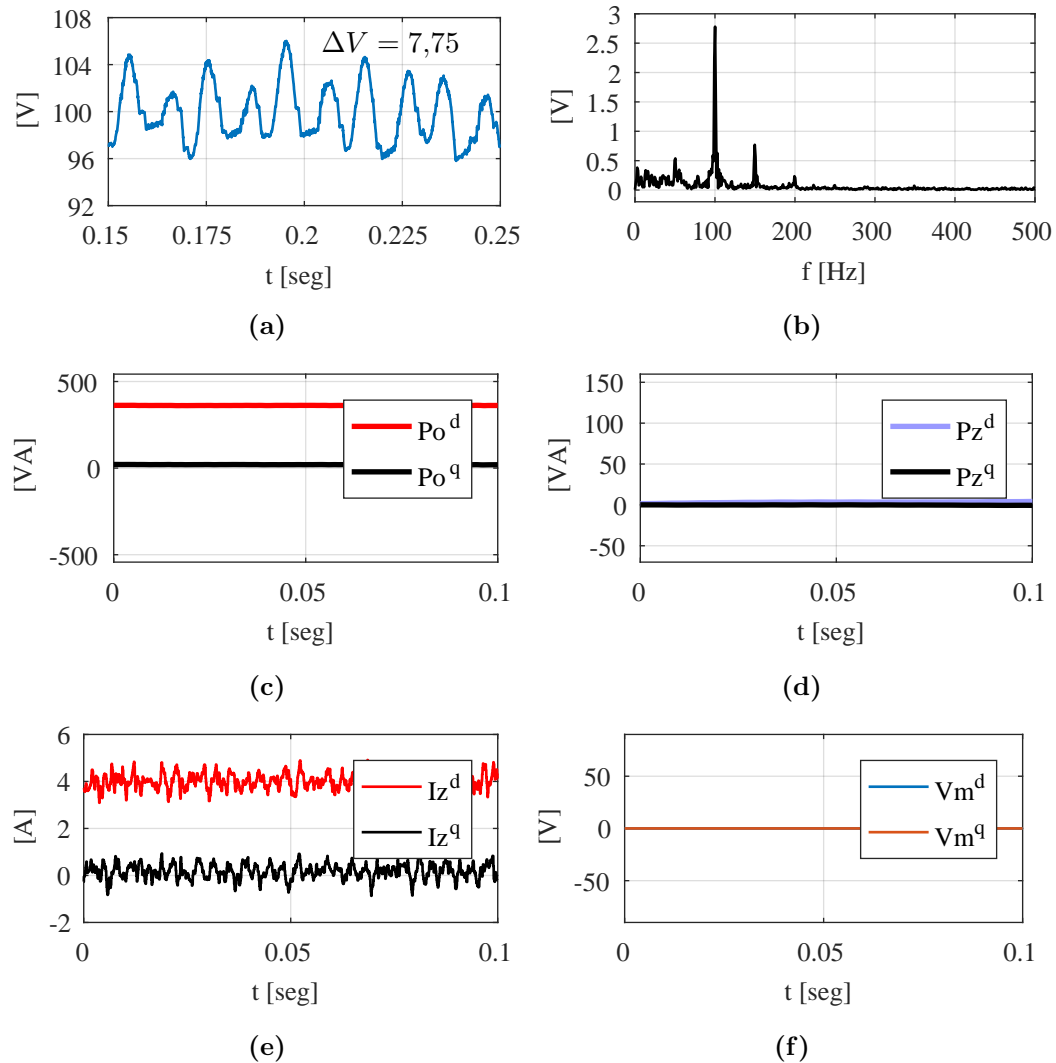 108
104
100
96
92
[V]
ΔV = 7,75
0.15 0.175 0.2 0.225 0.25
t [seg]
(a)
3
2.5
2
1.5
1
0.5
0
[V]
0 100 200 300 400 500
f [Hz]
(b)
500
0
-500
[VA]
Po^d
Po^q
0 0.05 0.1
t [seg]
(c)
150
100
50
0
-50
[VA]
Pz^d
Pz^q
0 0.05 0.1
t [seg]
(d)
6
4
2
0
-2
[A]
Iz^d
Iz^q
0 0.05 0.1
t [seg]
(e)
50
0
-50
[V]
Vm^d
Vm^q
0 0.05 0.1
t [seg]
(f)